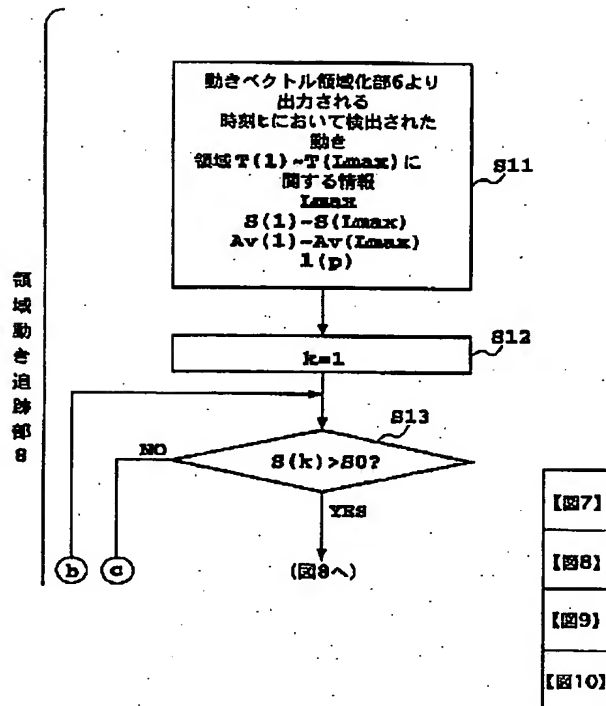 領域動き追跡部8
動きベクトル領域化部6より
出力される
時刻tにおいて検出された
動き
領域T(1)~T(Lmax)に
関する情報
Lmax
S(1)~S(Lmax)
Av(1)~Av(Lmax)
l(p)
S11
k=1
S12
S13
NO
S(k)>S0?
YES
b
(図8へ)
【図7】
【図8】
【図9】
【図10】